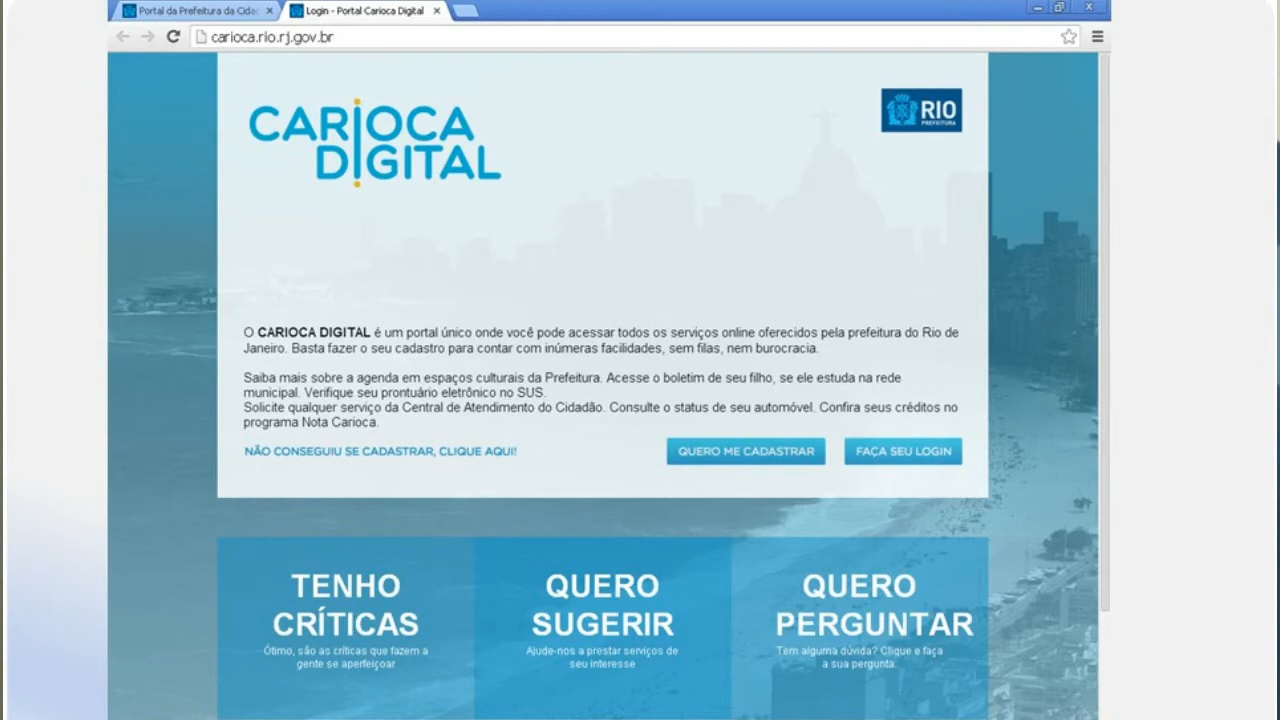 Portal da Prefeitura da Cida
Login - Portal Carioca Digital
carioca.rio.rj.gov.br
CARIOCA
DIGITAL
RIO
PREFEITURA
O CARIOCA DIGITAL é um portal único onde você pode acessar todos os serviços online oferecidos pela prefeitura do Rio de
Janeiro. Basta fazer o seu cadastro para contar com inúmeras facilidades, sem filas, nem burocracia.
Saiba mais sobre a agenda em espaços culturais da Prefeitura. Acesse o boletim de seu filho, se ele estuda na rede
municipal. Verifique seu prontuário eletrônico no SUS.
Solicite qualquer serviço da Central de Atendimento do Cidadão. Consulte o status de seu automóvel. Confira seus créditos no
programa Nota Carioca.
NÃO CONSEGUIU SE CADASTRAR, CLIQUE AQUI!
QUERO ME CADASTRAR
FAÇA SEU LOGIN
TENHO
CRÍTICAS
Ótimo, são as críticas que fazem a
gente se aperfeiçoar
QUERO
SUGERIR
Ajude-nos a prestar serviços de
seu interesse
QUERO
PERGUNTAR
Tem alguma dúvida? Clique e faça
a sua pergunta.